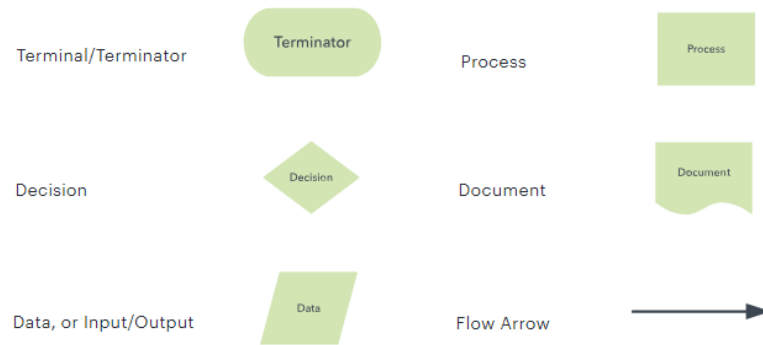 Terminal/Terminator
Terminator
Process
Process
Decision
Decision
Document
Document
Data, or Input/Output
Data
Flow Arrow